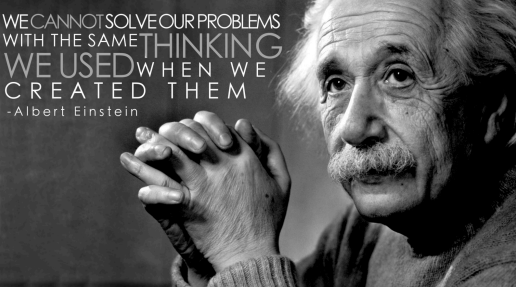 WE CANNOT SOLVE OUR PROBLEMS
WITH THE SAME THINKING
WE USED WHEN WE
CREATED THEM
-Albert Einstein